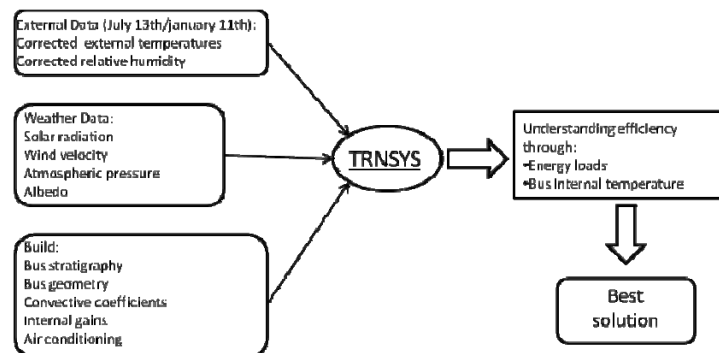 External Data (July 13th/january 11th):
Corrected external temperatures
Corrected relative humidity
Weather Data:
Solar radiation
Wind velocity
Atmospheric pressure
Albedo
Build:
Bus stratigraphy
Bus geometry
Convective coefficients
Internal gains
Air conditioning
TRNSYS
Understanding efficiency
through:
•Energy loads
•Bus Internal temperature
Best
solution